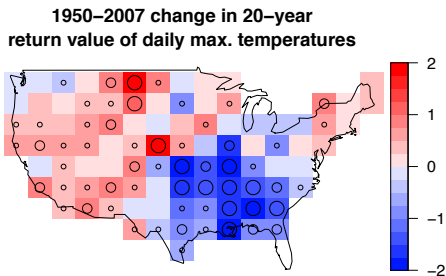 1950–2007 change in 20–year
return value of daily max. temperatures
2
1
0
−1
−2